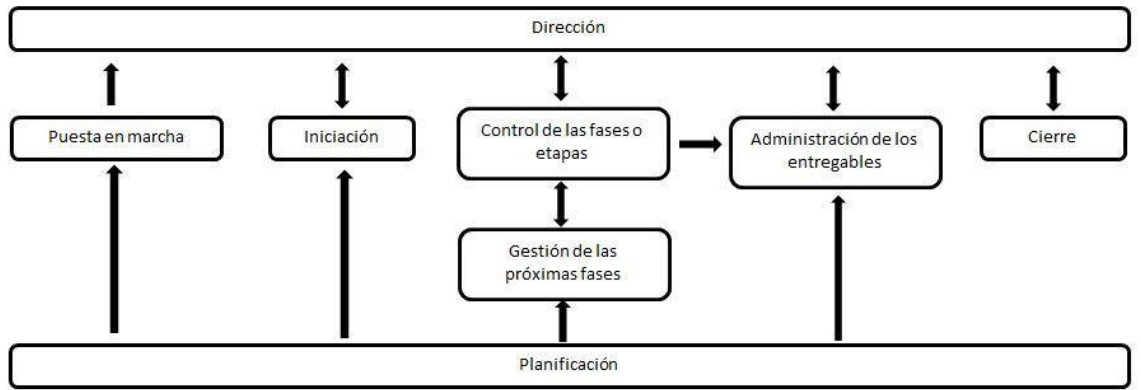 Dirección
Puesta en marcha
Iniciación
Control de las fases o
etapas
Administración de los
entregables
Cierre
Gestión de las
próximas fases
Planificación